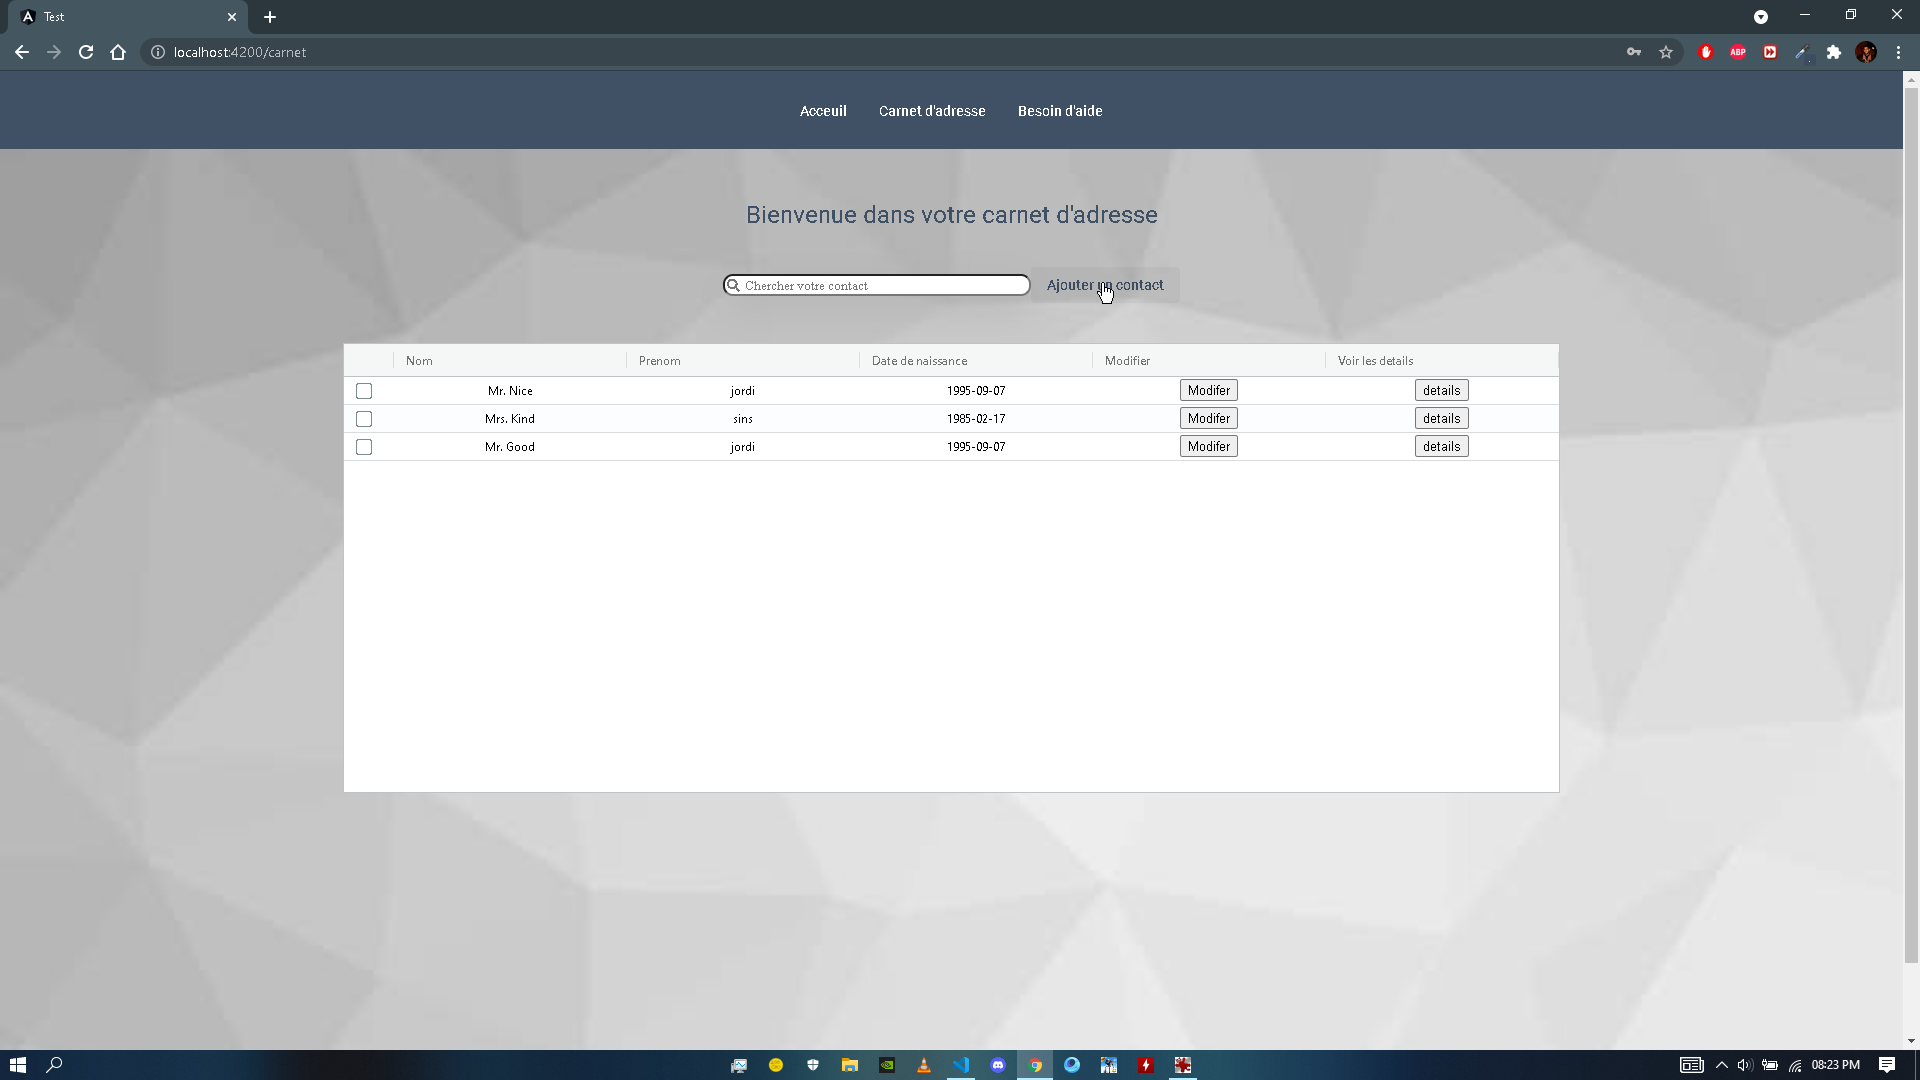 Test
localhost:4200/carnet
ABP
Acceuil Carnet d'adresse Besoin d'aide
Bienvenue dans votre carnet d'adresse
Chercher votre contact Ajouter un contact
Nom Prenom Date de naissance Modifier Voir les details
Mr. Nice jordi 1995-09-07 Modifer details
Mrs. Kind sins 1985-02-17 Modifer details
Mr. Good jordi 1995-09-07 Modifer details
08:23 PM